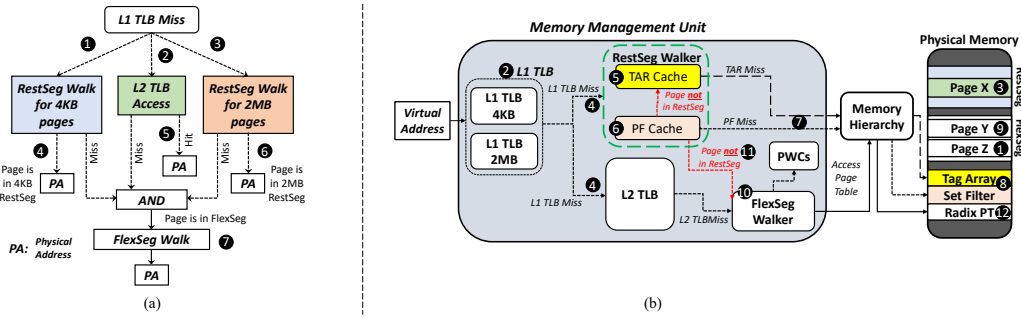 L1 TLB Miss
1
2
3
RestSeg Walk
for 4KB
pages
L2 TLB
Access
RestSeg Walk
for 2MB
pages
4
Miss
Miss
5
Hit
Miss
6
Page is
in 4KB
RestSeg
PA
PA
PA
Page is
in 2MB
RestSeg
AND
Page is in FlexSeg
FlexSeg Walk
7
PA: Physical
Address
PA
(a)
Memory Management Unit
Virtual
Address
2 L1 TLB
L1 TLB
4KB
L1 TLB
2MB
L1 TLB Miss
4
RestSeg Walker
5 TAR Cache
Page not
in RestSeg
6 PF Cache
TAR Miss
PF Miss
7
Page not
in RestSeg
11
4
L1 TLB Miss
L2 TLB
L2 TLBMiss
PWCs
10
FlexSeg
Walker
Access
Page
Table
Memory
Hierarchy
Physical Memory
RestSeg
Page X 3
FlexSeg
Page Y 9
Page Z 1
Tag Array 8
Set Filter
Radix PT 12
(b)